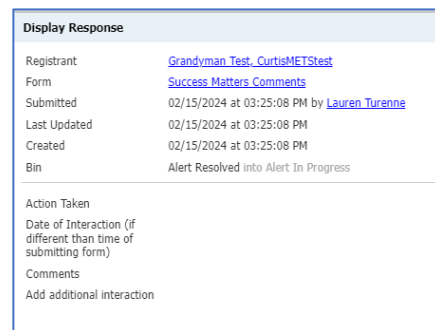 Display Response
Registrant Grandyman Test, CurtisMETStest
Form Success Matters Comments
Submitted 02/15/2024 at 03:25:08 PM by Lauren Turenne
Last Updated 02/15/2024 at 03:25:08 PM
Created 02/15/2024 at 03:25:08 PM
Bin Alert Resolved into Alert In Progress
Action Taken
Date of Interaction (if
different than time of
submitting form)
Comments
Add additional interaction